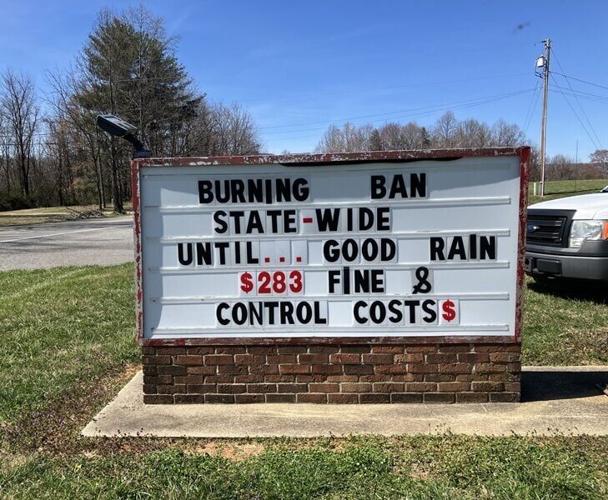 BURNING BAN
STATE-WIDE
UNTIL... GOOD RAIN
$283 FINE &
CONTROL COSTS$